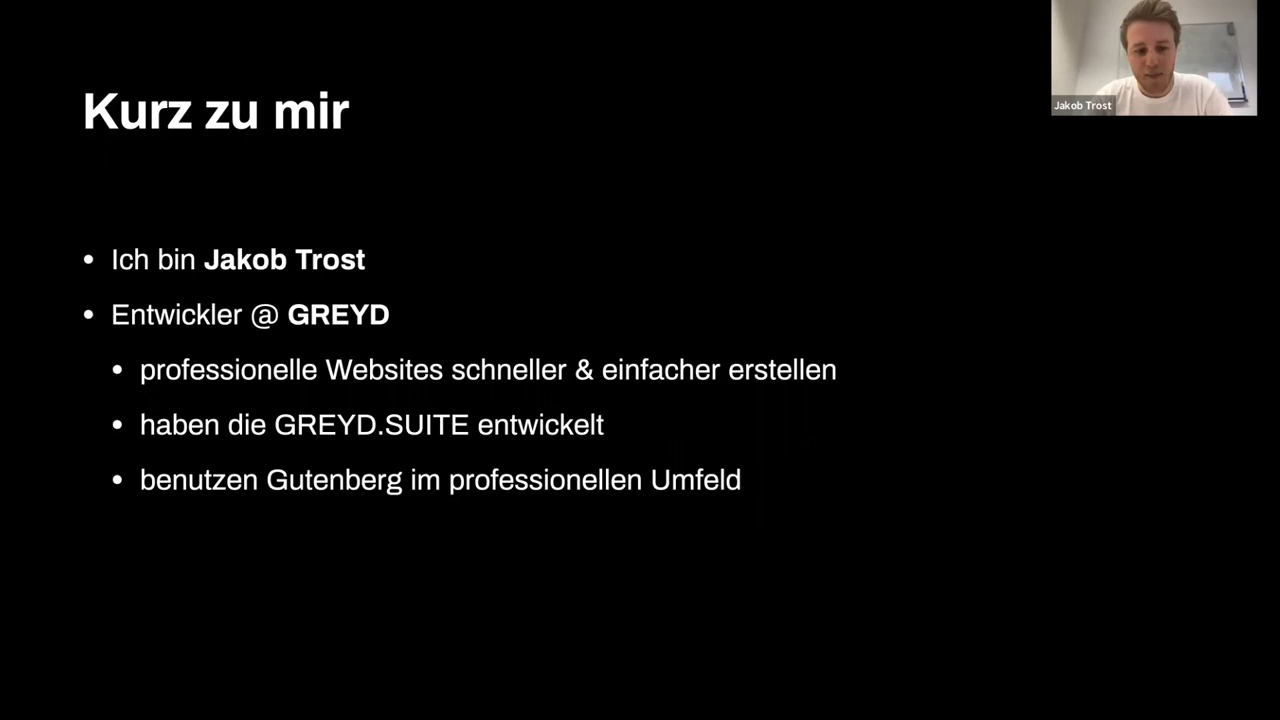 Kurz zu mir
Jakob Trost
• Ich bin Jakob Trost
• Entwickler @ GREYD
• professionelle Websites schneller & einfacher erstellen
• haben die GREYD.SUITE entwickelt
• benutzen Gutenberg im professionellen Umfeld